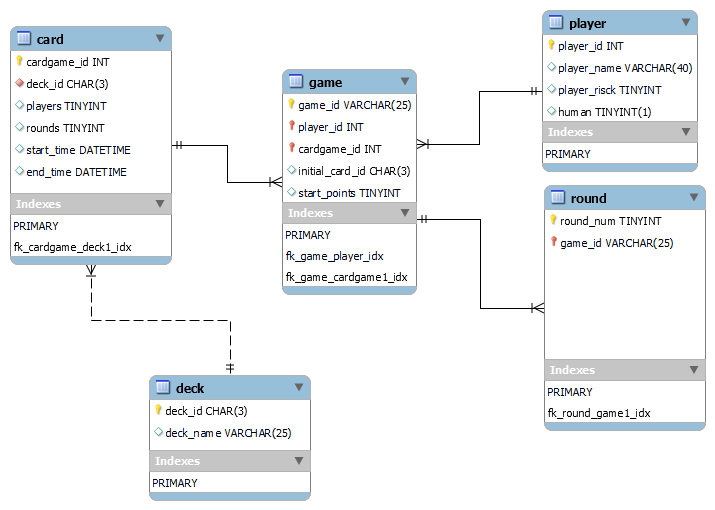 card
cardgame_id INT
deck_id CHAR(3)
players TINYINT
rounds TINYINT
start_time DATETIME
end_time DATETIME
Indexes
PRIMARY
fk_cardgame_deck1_idx
game
game_id VARCHAR(25)
player_id INT
cardgame_id INT
initial_card_id CHAR(3)
start_points TINYINT
Indexes
PRIMARY
fk_game_player_idx
fk_game_cardgame1_idx
player
player_id INT
player_name VARCHAR(40)
player_risck TINYINT
human TINYINT(1)
Indexes
PRIMARY
round
round_num TINYINT
game_id VARCHAR(25)
Indexes
PRIMARY
fk_round_game1_idx
deck
deck_id CHAR(3)
deck_name VARCHAR(25)
Indexes
PRIMARY